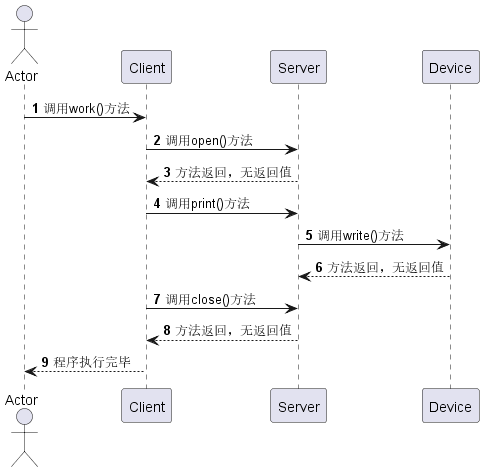 Actor
Client
Server
Device
1 调用work()方法
2 调用open()方法
3 方法返回，无返回值
4 调用print()方法
5 调用write()方法
6 方法返回，无返回值
7 调用close()方法
8 方法返回，无返回值
9 程序执行完毕
Actor
Client
Server
Device